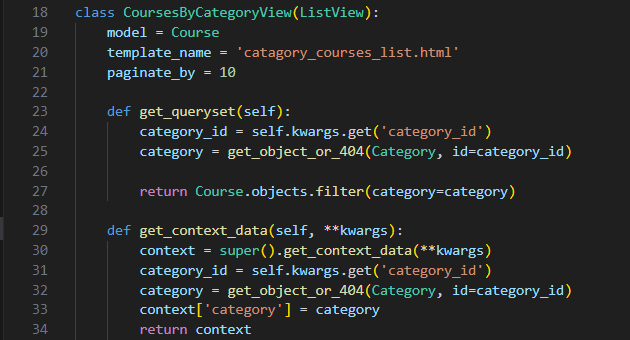 18 class CoursesByCategoryView(ListView):
19     model = Course
20     template_name = 'catagory_courses_list.html'
21     paginate_by = 10
22
23     def get_queryset(self):
24         category_id = self.kwargs.get('category_id')
25         category = get_object_or_404(Category, id=category_id)
26
27         return Course.objects.filter(category=category)
28
29     def get_context_data(self, **kwargs):
30         context = super().get_context_data(**kwargs)
31         category_id = self.kwargs.get('category_id')
32         category = get_object_or_404(Category, id=category_id)
33         context['category'] = category
34         return context